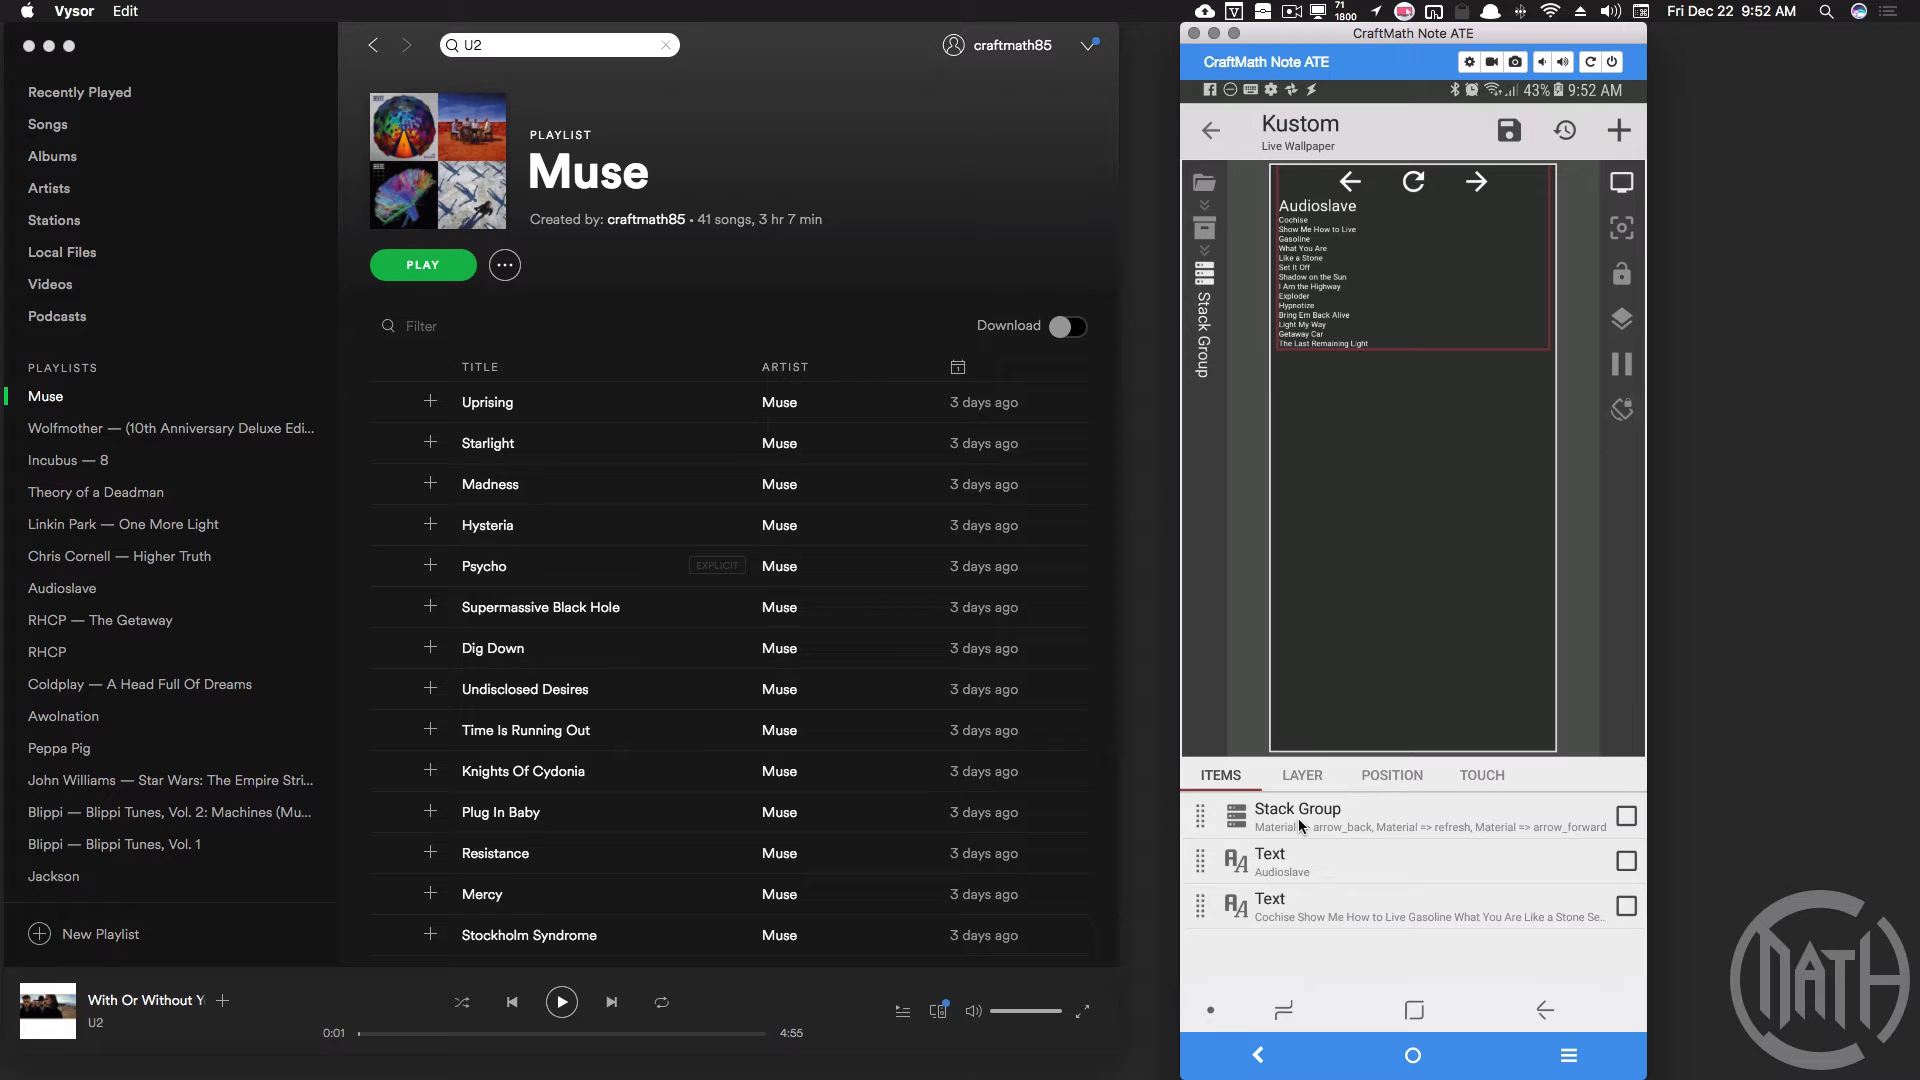 Vysor Edit
71
1800
Fri Dec 22 9:52 AM
U2
craftmath85
Recently Played
Songs
Albums
Artists
Stations
Local Files
Videos
Podcasts
PLAYLISTS
Muse
Wolfmother — (10th Anniversary Deluxe Edi...
Incubus — 8
Theory of a Deadman
Linkin Park — One More Light
Chris Cornell — Higher Truth
Audioslave
RHCP — The Getaway
RHCP
Coldplay — A Head Full Of Dreams
Awolnation
Peppa Pig
John Williams — Star Wars: The Empire Stri...
Blippi — Blippi Tunes, Vol. 2: Machines (Mu...
Blippi — Blippi Tunes, Vol. 1
Jackson
New Playlist
PLAYLIST
Muse
Created by: craftmath85 • 41 songs, 3 hr 7 min
PLAY
Filter
Download
TITLE ARTIST
Uprising Muse 3 days ago
Starlight Muse 3 days ago
Madness Muse 3 days ago
Hysteria Muse 3 days ago
Psycho EXPLICIT Muse 3 days ago
Supermassive Black Hole Muse 3 days ago
Dig Down Muse 3 days ago
Undisclosed Desires Muse 3 days ago
Time Is Running Out Muse 3 days ago
Knights Of Cydonia Muse 3 days ago
Plug In Baby Muse 3 days ago
Resistance Muse 3 days ago
Mercy Muse 3 days ago
Stockholm Syndrome Muse 3 days ago
With Or Without Y
U2
0:01
4:55
CraftMath Note ATE
CraftMath Note ATE
43% 9:52 AM
Kustom
Live Wallpaper
Stack Group
Audioslave
Cochise
Show Me How to Live
Gasoline
What You Are
Like a Stone
Set It Off
Shadow on the Sun
I Am the Highway
Exploder
Hypnotize
Bring Em Back Alive
Light My Way
Getaway Car
The Last Remaining Light
ITEMS LAYER POSITION TOUCH
Stack Group
Material => arrow_back, Material => refresh, Material => arrow_forward
Text
Audioslave
Text
Cochise Show Me How to Live Gasoline What You Are Like a Stone Se..
MATH